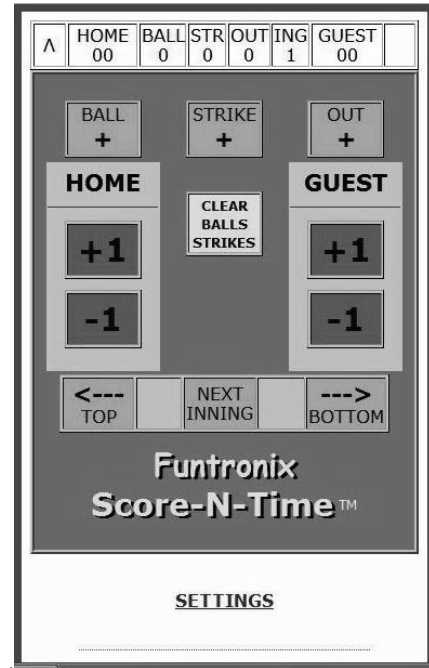 Λ HOME BALL STR OUT ING GUEST
00 0 0 0 1 00
BALL STRIKE OUT
+ + +
HOME GUEST
CLEAR
BALLS
STRIKES
+1 +1
-1 -1
<--- NEXT --->
TOP INNING BOTTOM
Funtronix
Score-N-Time™
SETTINGS